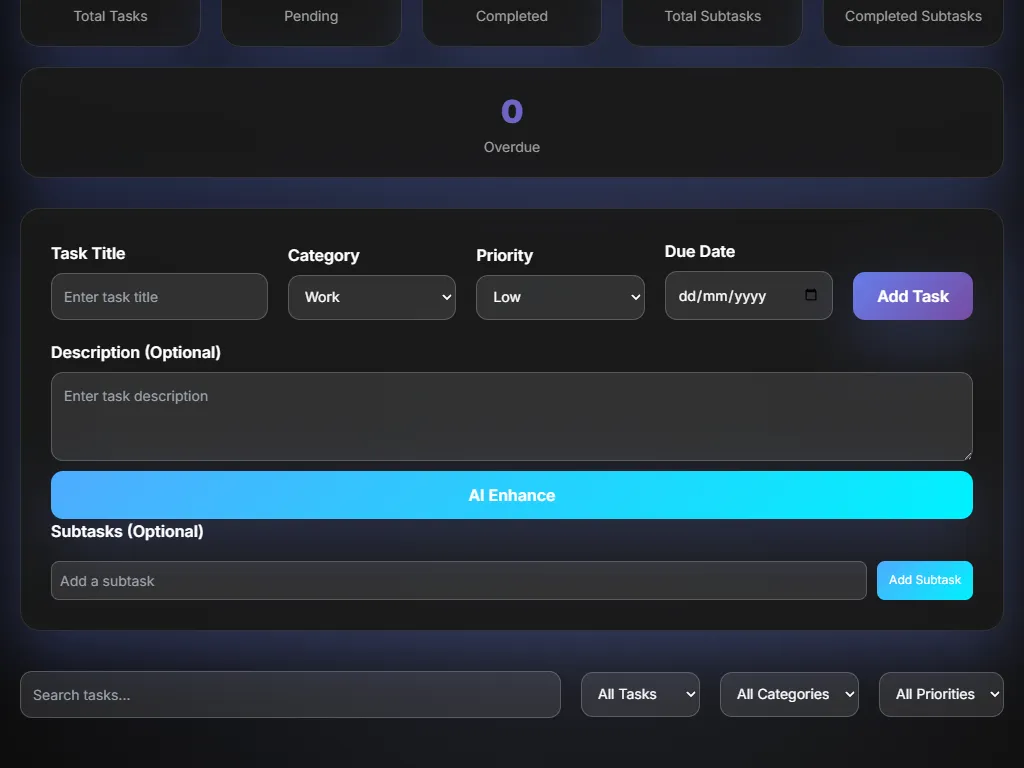 Total Tasks
Pending
Completed
Total Subtasks
Completed Subtasks
0
Overdue
Task Title
Category
Priority
Due Date
Enter task title
Work
Low
dd/mm/yyyy
Add Task
Description (Optional)
Enter task description
AI Enhance
Subtasks (Optional)
Add a subtask
Add Subtask
Search tasks...
All Tasks
All Categories
All Priorities